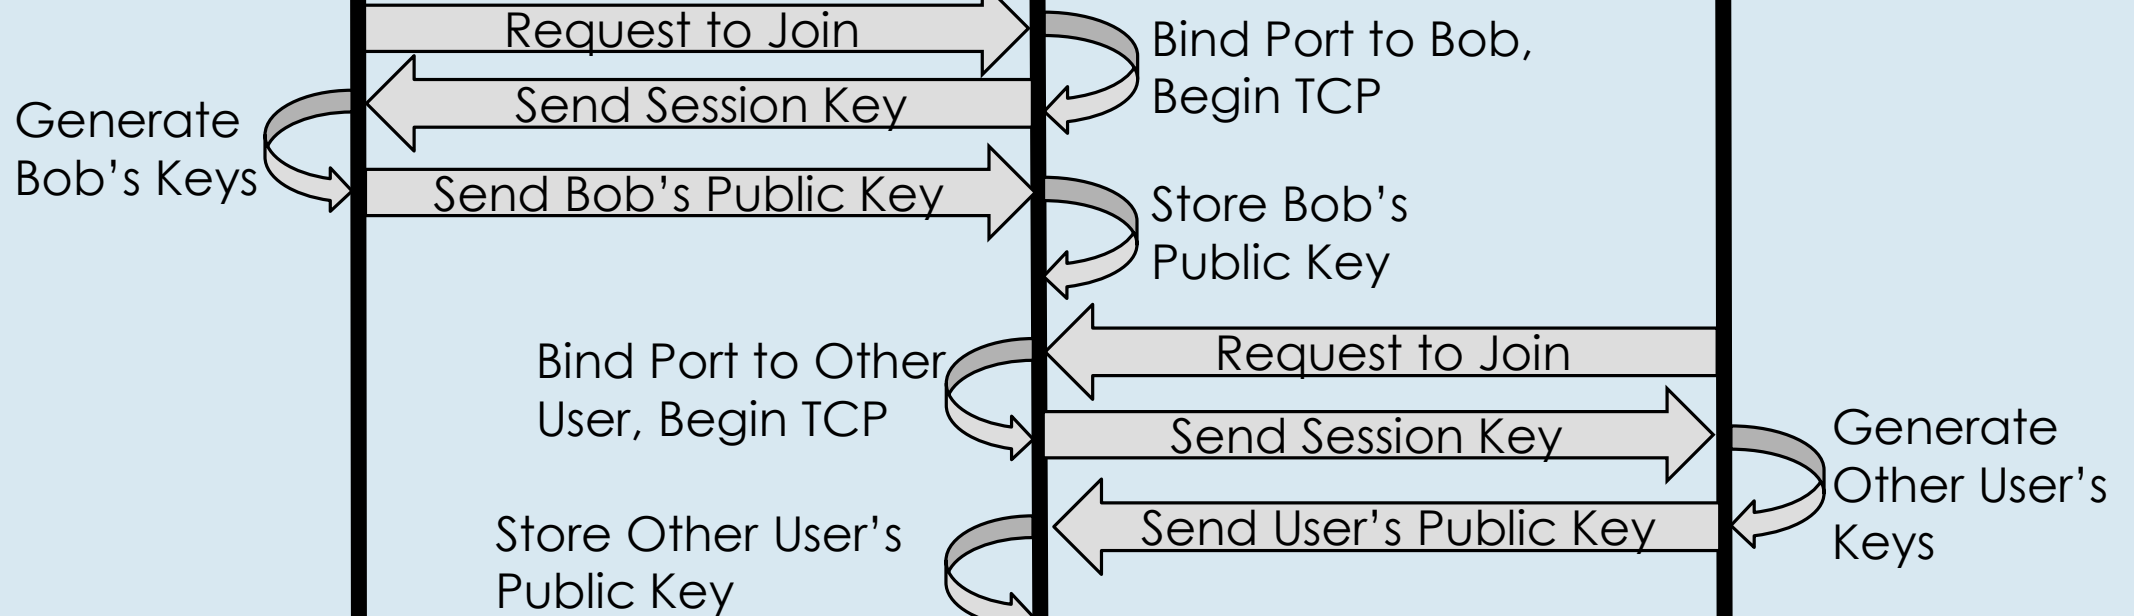 Request to Join
Bind Port to Bob,
Begin TCP
Send Session Key
Generate
Bob's Keys
Send Bob's Public Key
Store Bob's
Public Key
Request to Join
Bind Port to Other
User, Begin TCP
Send Session Key
Generate
Other User's
Keys
Send User's Public Key
Store Other User's
Public Key